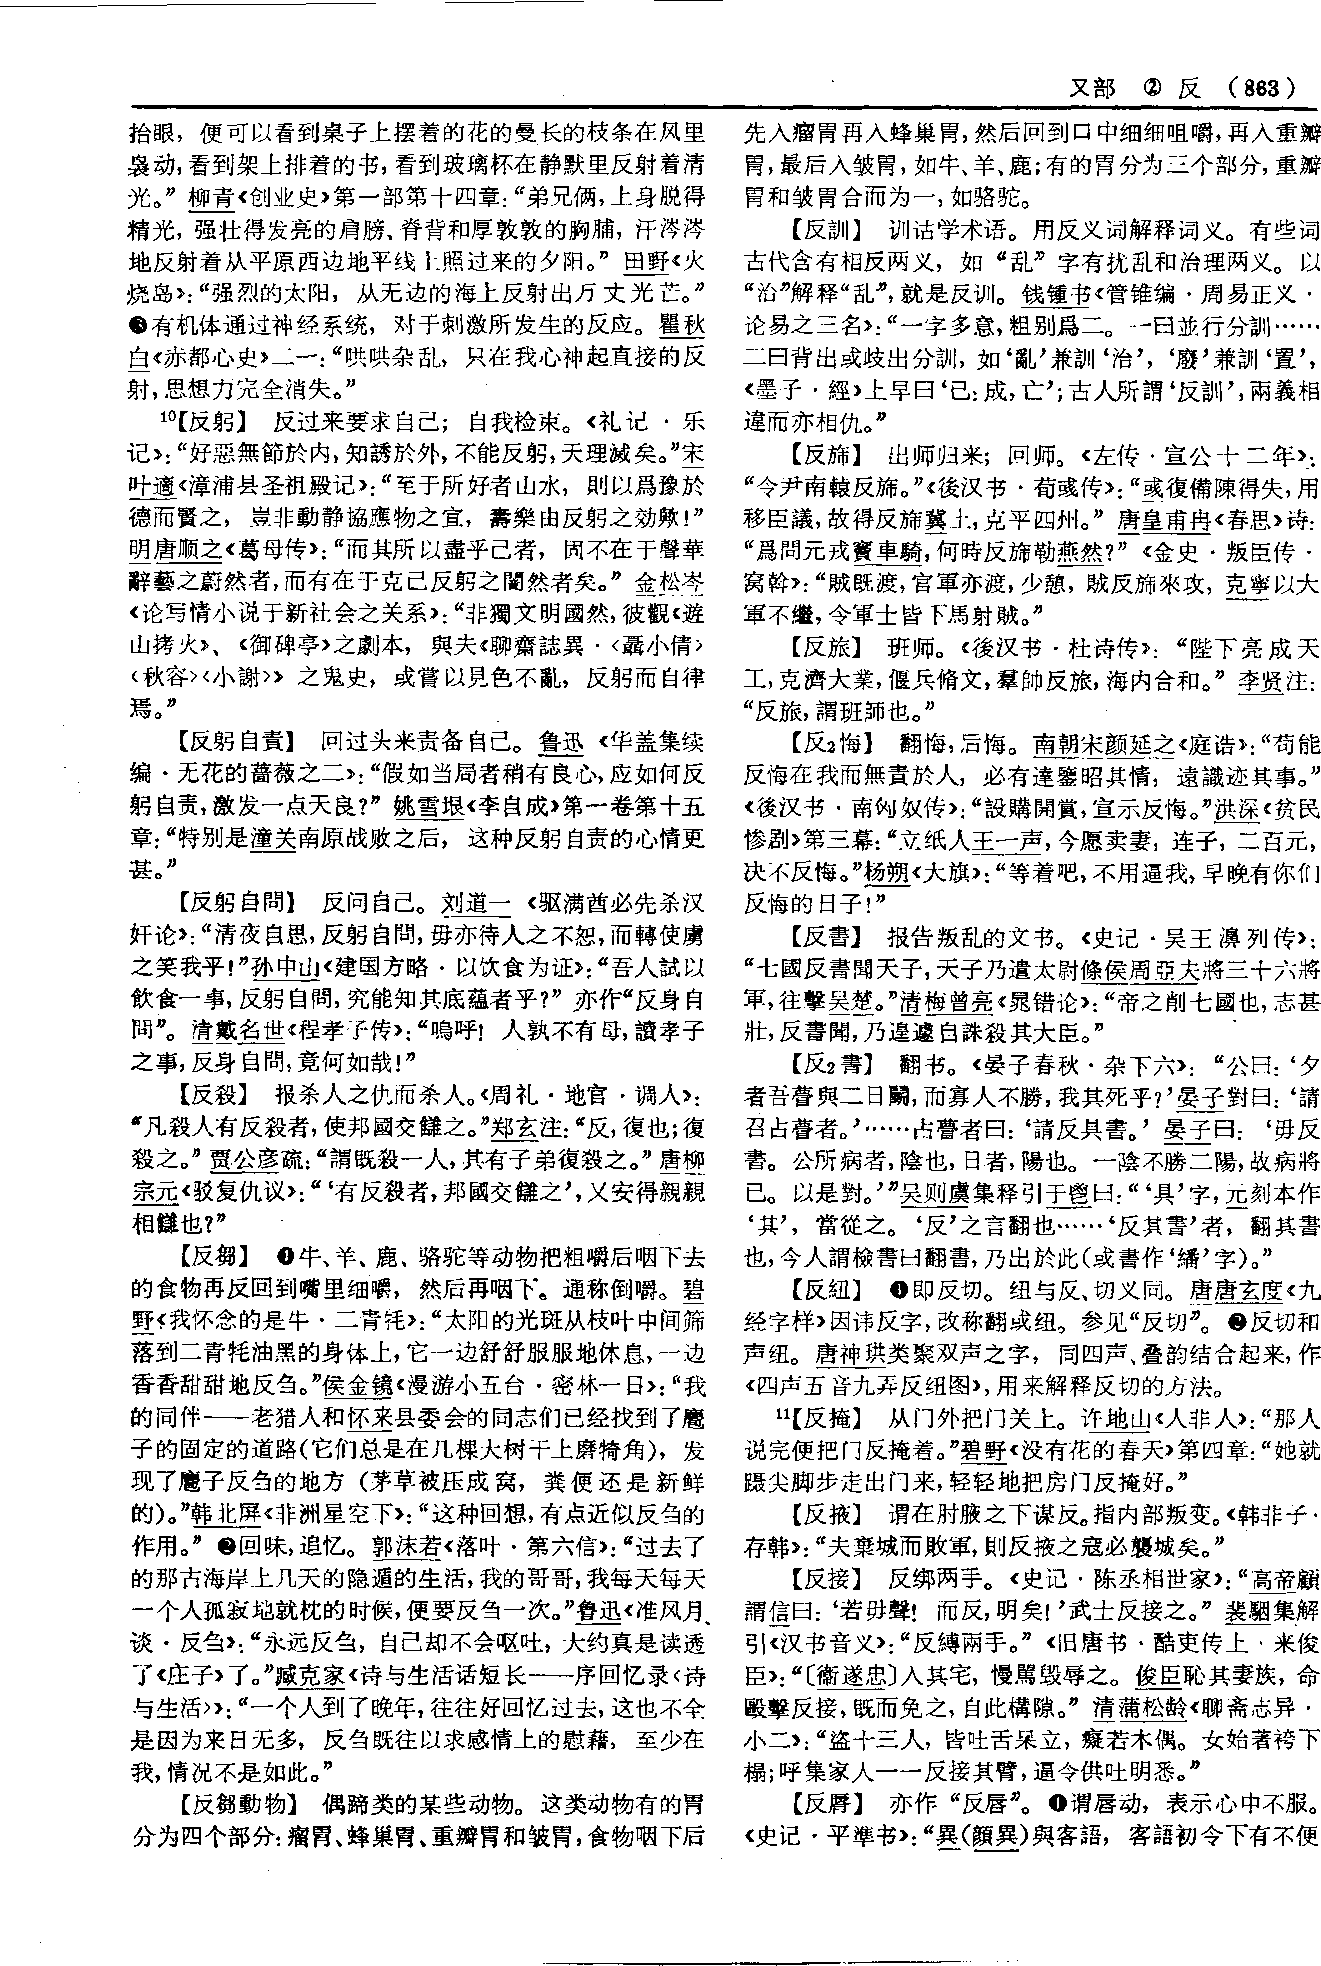 又部 ② 反 （863）
抬眼，便可以看到桌子上摆着的花的曼长的枝条在风里
袅动，看到架上排着的书，看到玻璃杯在静默里反射着清
光。”柳青《创业史》第一部第十四章：“弟兄俩，上身脱得
精光，强壮得发亮的肩膀、脊背和厚敦敦的胸脯，汗涔涔
地反射着从平原西边地平线上照过来的夕阳。”田野《火
烧岛》：“强烈的太阳，从无边的海上反射出万丈光芒。”
❸有机体通过神经系统，对于刺激所发生的反应。瞿秋
白《赤都心史》二一：“哄哄杂乱，只在我心神起直接的反
射，思想力完全消失。”
¹⁰【反躬】 反过来要求自己；自我检束。《礼记·乐
记》：“好惡無節於内，知誘於外，不能反躬，天理滅矣。”宋
叶適《漳浦县圣祖殿记》：“至于所好者山水，則以爲豫於
德而賢之，豈非動静協應物之宜，壽樂由反躬之効歟！”
明唐顺之《葛母传》：“而其所以盡乎己者，固不在于聲華
辭藝之蔚然者，而有在于克己反躬之闇然者矣。”金松岑
《论写情小说于新社会之关系》：“非獨文明國然，彼觀《遊
山拷火》、《御碑亭》之劇本，與夫《聊齋誌異·〈聶小倩〉
〈秋容〉〈小謝〉》之鬼史，或嘗以見色不亂，反躬而自律
焉。”
【反躬自責】 回过头来责备自己。鲁迅《华盖集续
编·无花的蔷薇之二》：“假如当局者稍有良心，应如何反
躬自责，激发一点天良？”姚雪垠《李自成》第一卷第十五
章：“特别是潼关南原战败之后，这种反躬自责的心情更
甚。”
【反躬自問】 反问自己。刘道一《驱满酋必先杀汉
奸论》：“清夜自思，反躬自問，毋亦待人之不恕，而轉使虜
之笑我乎！”孙中山《建国方略·以饮食为证》：“吾人試以
飲食一事，反躬自問，究能知其底藴者乎？”亦作“反身自
問”。清戴名世《程孝子传》：“嗚呼！人孰不有母，讀孝子
之事，反身自問，竟何如哉！”
【反殺】 报杀人之仇而杀人。《周礼·地官·调人》：
“凡殺人有反殺者，使邦國交讎之。”郑玄注：“反，復也；復
殺之。”贾公彦疏：“謂既殺一人，其有子弟復殺之。”唐柳
宗元《驳复仇议》：“‘有反殺者，邦國交讎之’，又安得親親
相讎也？”
【反芻】 ❶牛、羊、鹿、骆驼等动物把粗嚼后咽下去
的食物再反回到嘴里细嚼，然后再咽下。通称倒嚼。碧
野《我怀念的是牛·二青牦》：“太阳的光斑从枝叶中间筛
落到二青牦油黑的身体上，它一边舒舒服服地休息，一边
香香甜甜地反刍。”侯金镜《漫游小五台·密林一日》：“我
的同伴——老猎人和怀来县委会的同志们已经找到了麅
子的固定的道路（它们总是在几棵大树干上磨犄角），发
现了麅子反刍的地方（茅草被压成窝，粪便还是新鲜
的）。”韩北屏《非洲星空下》：“这种回想，有点近似反刍的
作用。”❷回味，追忆。郭沫若《落叶·第六信》：“过去了
的那古海岸上几天的隐遁的生活，我的哥哥，我每天每天
一个人孤寂地就枕的时候，便要反刍一次。”鲁迅《准风月
谈·反刍》：“永远反刍，自己却不会呕吐，大约真是读透
了《庄子》了。”臧克家《诗与生活话短长——序回忆录〈诗
与生活〉》：“一个人到了晚年，往往好回忆过去，这也不全
是因为来日无多，反刍既往以求感情上的慰藉，至少在
我，情况不是如此。”
【反芻動物】 偶蹄类的某些动物。这类动物有的胃
分为四个部分：瘤胃、蜂巢胃、重瓣胃和皱胃，食物咽下后
先入瘤胃再入蜂巢胃，然后回到口中细细咀嚼，再入重瓣
胃，最后入皱胃，如牛、羊、鹿；有的胃分为三个部分，重瓣
胃和皱胃合而为一，如骆驼。
【反訓】 训诂学术语。用反义词解释词义。有些词
古代含有相反两义，如“乱”字有扰乱和治理两义。以
“治”解释“乱”，就是反训。钱锺书《管锥编·周易正义·
论易之三名》：“一字多意，粗别爲二。一曰並行分訓……
二曰背出或歧出分訓，如‘亂’兼訓‘治’，‘廢’兼訓‘置’，
《墨子·經》上早曰‘已：成，亡’；古人所謂‘反訓’，兩義相
違而亦相仇。”
【反旆】 出师归来；回师。《左传·宣公十二年》：
“令尹南轅反旆。”《後汉书·荀彧传》：“彧復備陳得失，用
移臣議，故得反旆冀土，克平四州。”唐皇甫冉《春思》诗：
“爲問元戎竇車騎，何時反旆勒燕然？”《金史·叛臣传·
窝斡》：“賊既渡，官軍亦渡，少憩，賊反旆來攻，克寧以大
軍不繼，令軍士皆下馬射賊。”
【反旅】 班师。《後汉书·杜诗传》：“陛下亮成天
工，克濟大業，偃兵脩文，羣帥反旅，海内合和。”李贤注：
“反旅，謂班師也。”
【反₂悔】 翻悔，后悔。南朝宋颜延之《庭诰》：“苟能
反悔在我而無責於人，必有達鑒昭其情，遠識迹其事。”
《後汉书·南匈奴传》：“設購開賞，宣示反悔。”洪深《贫民
惨剧》第三幕：“立纸人王一声，今愿卖妻，连子，二百元，
决不反悔。”杨朔《大旗》：“等着吧，不用逼我，早晚有你们
反悔的日子！”
【反書】 报告叛乱的文书。《史记·吴王濞列传》：
“七國反書聞天子，天子乃遣太尉條侯周亞夫將三十六將
軍，往擊吴楚。”清梅曾亮《晁错论》：“帝之削七國也，志甚
壯，反書聞，乃遑遽自誅殺其大臣。”
【反₂書】 翻书。《晏子春秋·杂下六》：“公曰：‘夕
者吾瞢與二日鬭，而寡人不勝，我其死乎？’晏子對曰：‘請
召占瞢者。’……占瞢者曰：‘請反具書。’晏子曰：‘毋反
書。公所病者，陰也，日者，陽也。一陰不勝二陽，故病將
已。以是對。’”吴则虞集释引于鬯曰：“‘具’字，元刻本作
‘其’，當從之。‘反’之言翻也……‘反其書’者，翻其書
也，今人謂檢書曰翻書，乃出於此（或書作‘繙’字）。”
【反紐】 ❶即反切。纽与反、切义同。唐唐玄度《九
经字样》因讳反字，改称翻或纽。参见“反切”。❷反切和
声纽。唐神珙类聚双声之字，同四声、叠韵结合起来，作
《四声五音九弄反纽图》，用来解释反切的方法。
¹¹【反掩】 从门外把门关上。许地山《人非人》：“那人
说完便把门反掩着。”碧野《没有花的春天》第四章：“她就
蹑尖脚步走出门来，轻轻地把房门反掩好。”
【反掖】 谓在肘腋之下谋反。指内部叛变。《韩非子·
存韩》：“夫棄城而敗軍，則反掖之寇必襲城矣。”
【反接】 反绑两手。《史记·陈丞相世家》：“高帝顧
謂信曰：‘若毋聲！而反，明矣！’武士反接之。”裴駰集解
引《汉书音义》：“反縛兩手。”《旧唐书·酷吏传上·来俊
臣》：“〔衞遂忠〕入其宅，慢罵毁辱之。俊臣恥其妻族，命
毆擊反接，既而免之，自此構隙。”清蒲松龄《聊斋志异·
小二》：“盜十三人，皆吐舌呆立，癡若木偶。女始著袴下
榻；呼集家人一一反接其臂，逼令供吐明悉。”
【反脣】 亦作“反唇”。❶谓唇动，表示心中不服。
《史记·平準书》：“異（顔異）與客語，客語初令下有不便